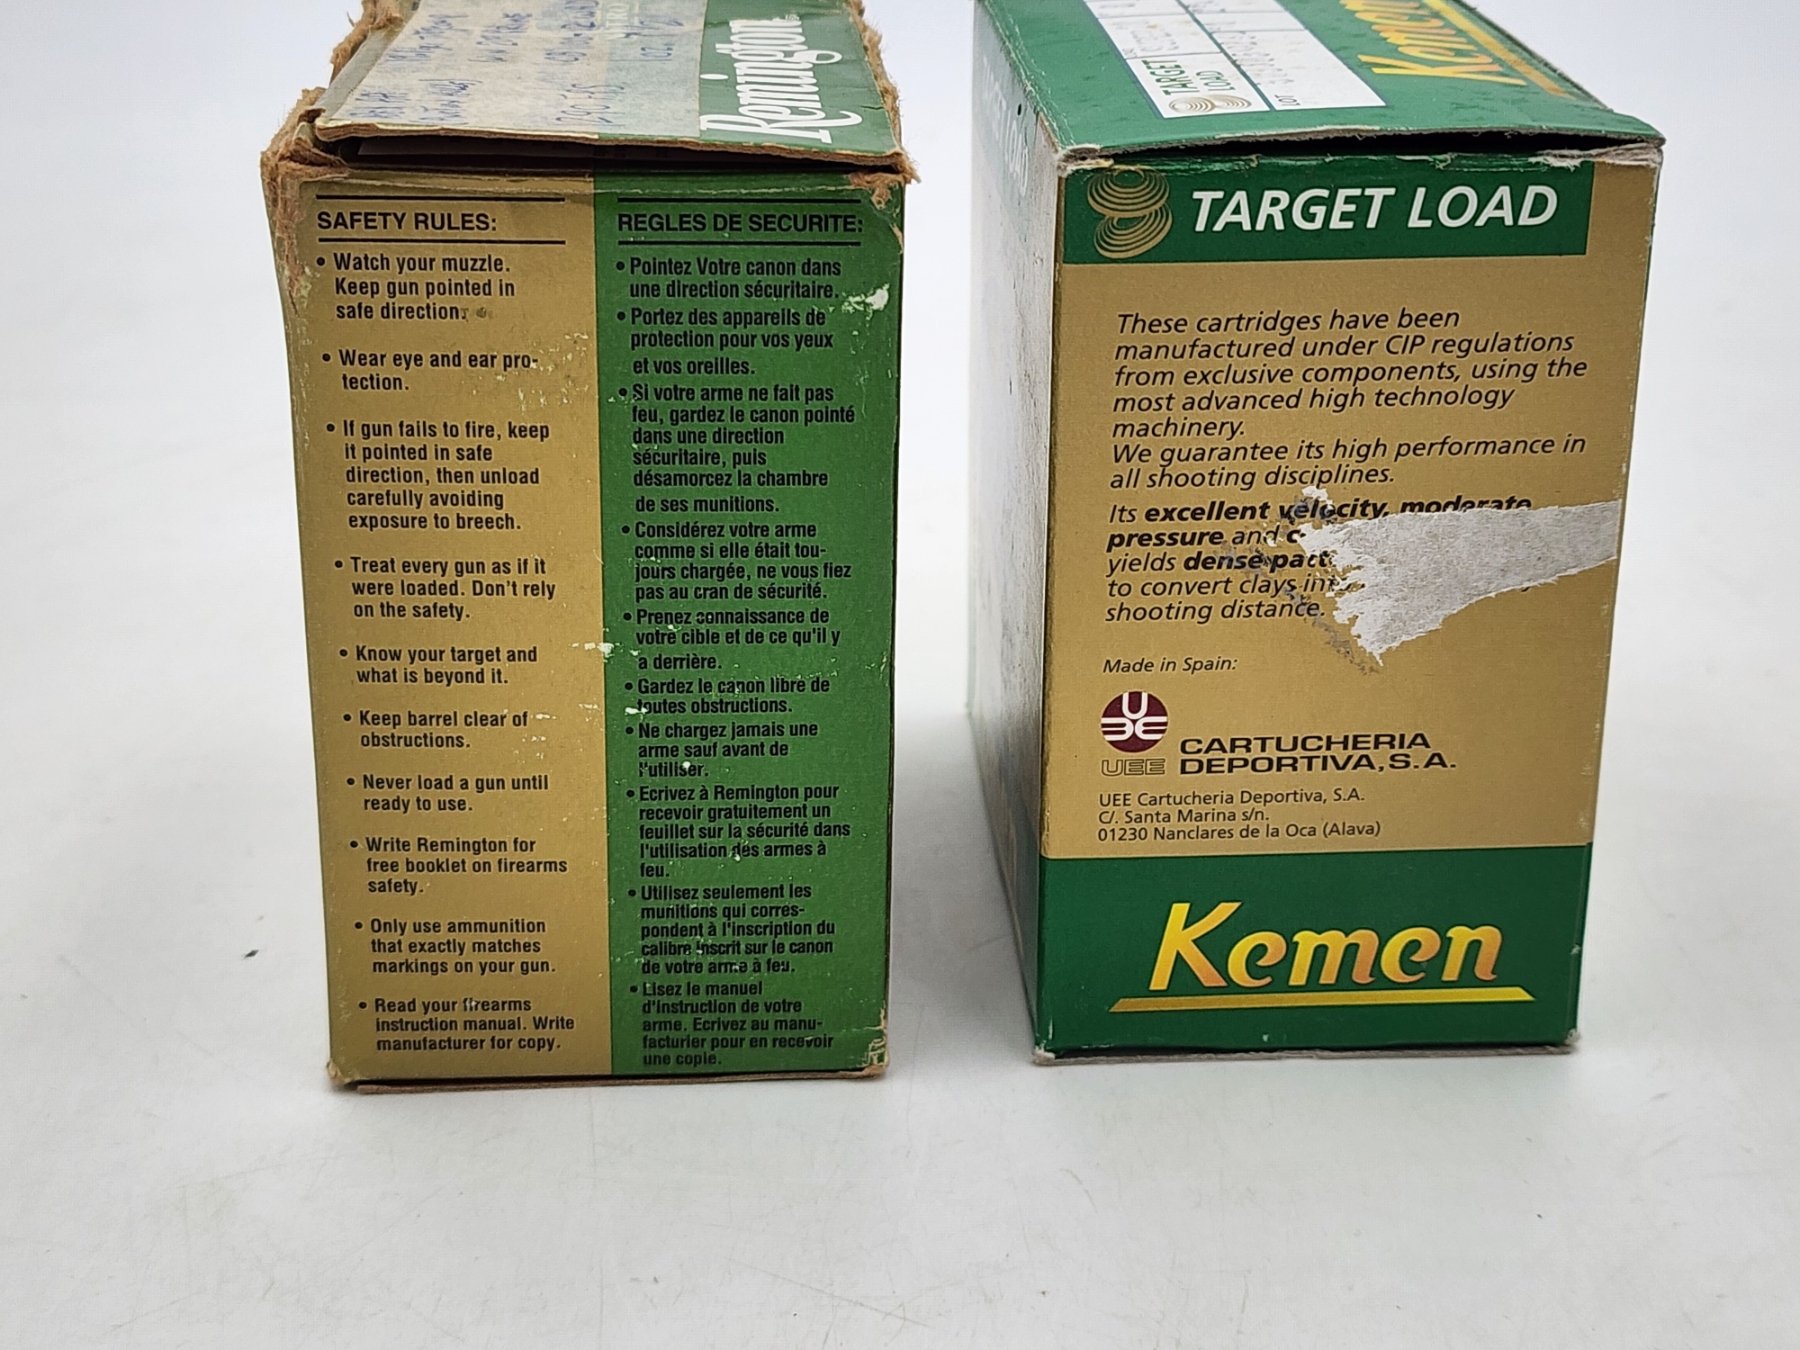 Remington
SAFETY RULES:
• Watch your muzzle.
Keep gun pointed in
safe direction.
• Wear eye and ear pro-
tection.
• If gun fails to fire, keep
it pointed in safe
direction, then unload
carefully avoiding
exposure to breech.
• Treat every gun as if it
were loaded. Don't rely
on the safety.
• Know your target and
what is beyond it.
• Keep barrel clear of
obstructions.
• Never load a gun until
ready to use.
• Write Remington for
free booklet on firearms
safety.
• Only use ammunition
that exactly matches
markings on your gun.
• Read your firearms
instruction manual. Write
manufacturer for copy.
REGLES DE SECURITE:
• Pointez Votre canon dans
une direction sécuritaire.
• Portez des appareils de
protection pour vos yeux
et vos oreilles.
• Si votre arme ne fait pas
feu, gardez le canon pointé
dans une direction
sécuritaire, puis
désamorcez la chambre
de ses munitions.
• Considérez votre arme
comme si elle était tou-
jours chargée, ne vous fiez
pas au cran de sécurité.
• Prenez connaissance de
votre cible et de ce qu'il y
a derrière.
• Gardez le canon libre de
toutes obstructions.
• Ne chargez jamais une
arme sauf avant de
l'utiliser.
• Ecrivez à Remington pour
recevoir gratuitement un
feuillet sur la sécurité dans
l'utilisation des armes à
feu.
• Utilisez seulement les
munitions qui corres-
pondent à l'inscription du
calibre inscrit sur le canon
de votre arme à feu.
• Lisez le manuel
d'instruction de votre
arme. Ecrivez au manu-
facturier pour en recevoir
une copie.
Kemen
TARGET
LOAD
LOT
TARGET LOAD
These cartridges have been
manufactured under CIP regulations
from exclusive components, using the
most advanced high technology
machinery.
We guarantee its high performance in
all shooting disciplines.
Its excellent velocity, moderate
pressure and
yields dense
to convert clays
shooting distance.
Made in Spain:
UEE
UEE
CARTUCHERIA
DEPORTIVA, S.A.
UEE Cartucheria Deportiva, S.A.
C/. Santa Marina s/n.
01230 Nanclares de la Oca (Alava)
Kemen